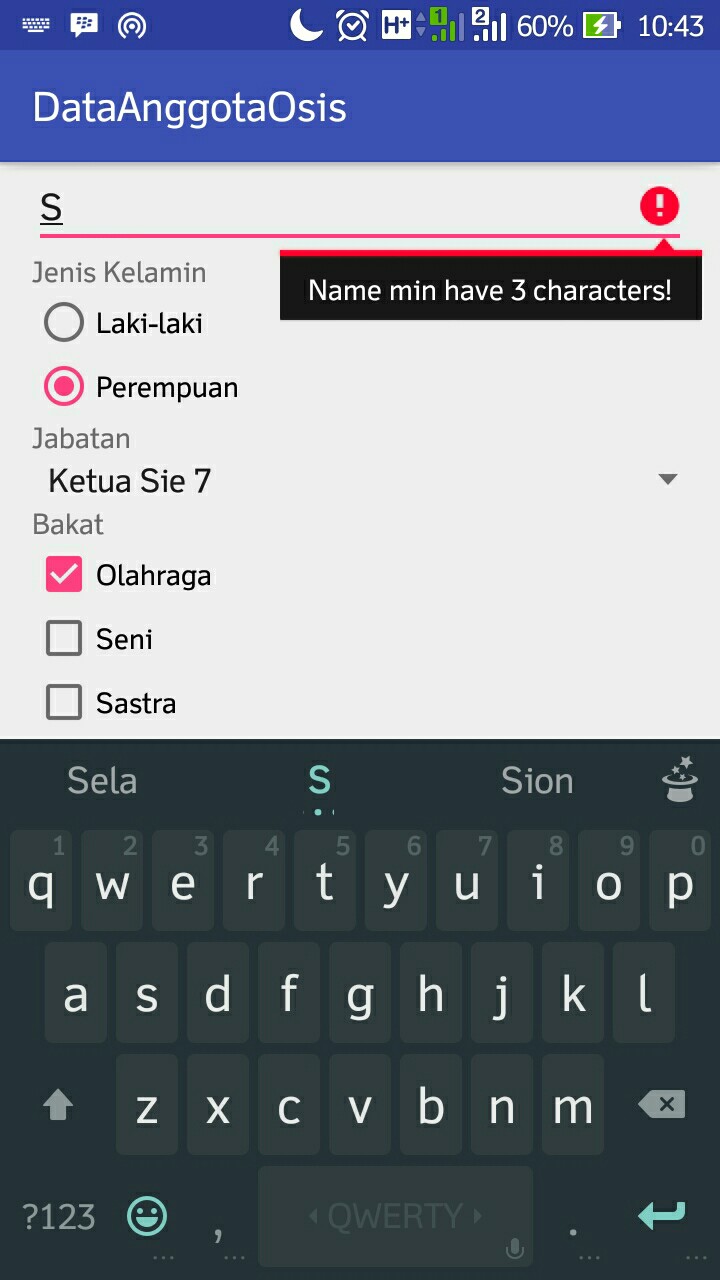 H+ 1 2 60% 10:43
DataAnggotaOsis
S
!
Name min have 3 characters!
Jenis Kelamin
Laki-laki
Perempuan
Jabatan
Ketua Sie 7
Bakat
Olahraga
Seni
Sastra
Sela S Sion
1 2 3 4 5 6 7 8 9 0
q w e r t y u i o p
a s d f g h j k l
z x c v b n m
?123 , QWERTY .